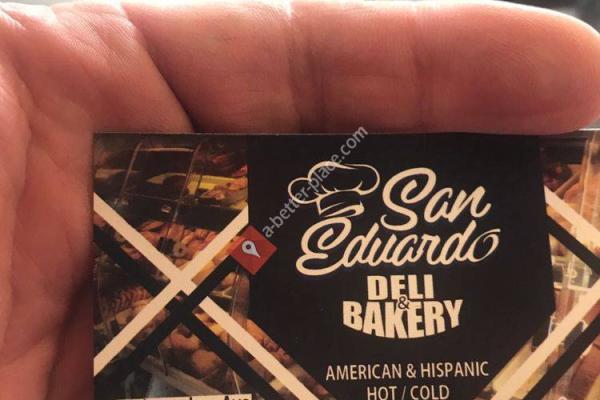 San
Eduardo
DELI
&
BAKERY
AMERICAN & HISPANIC
HOT / COLD
a-better-place.com